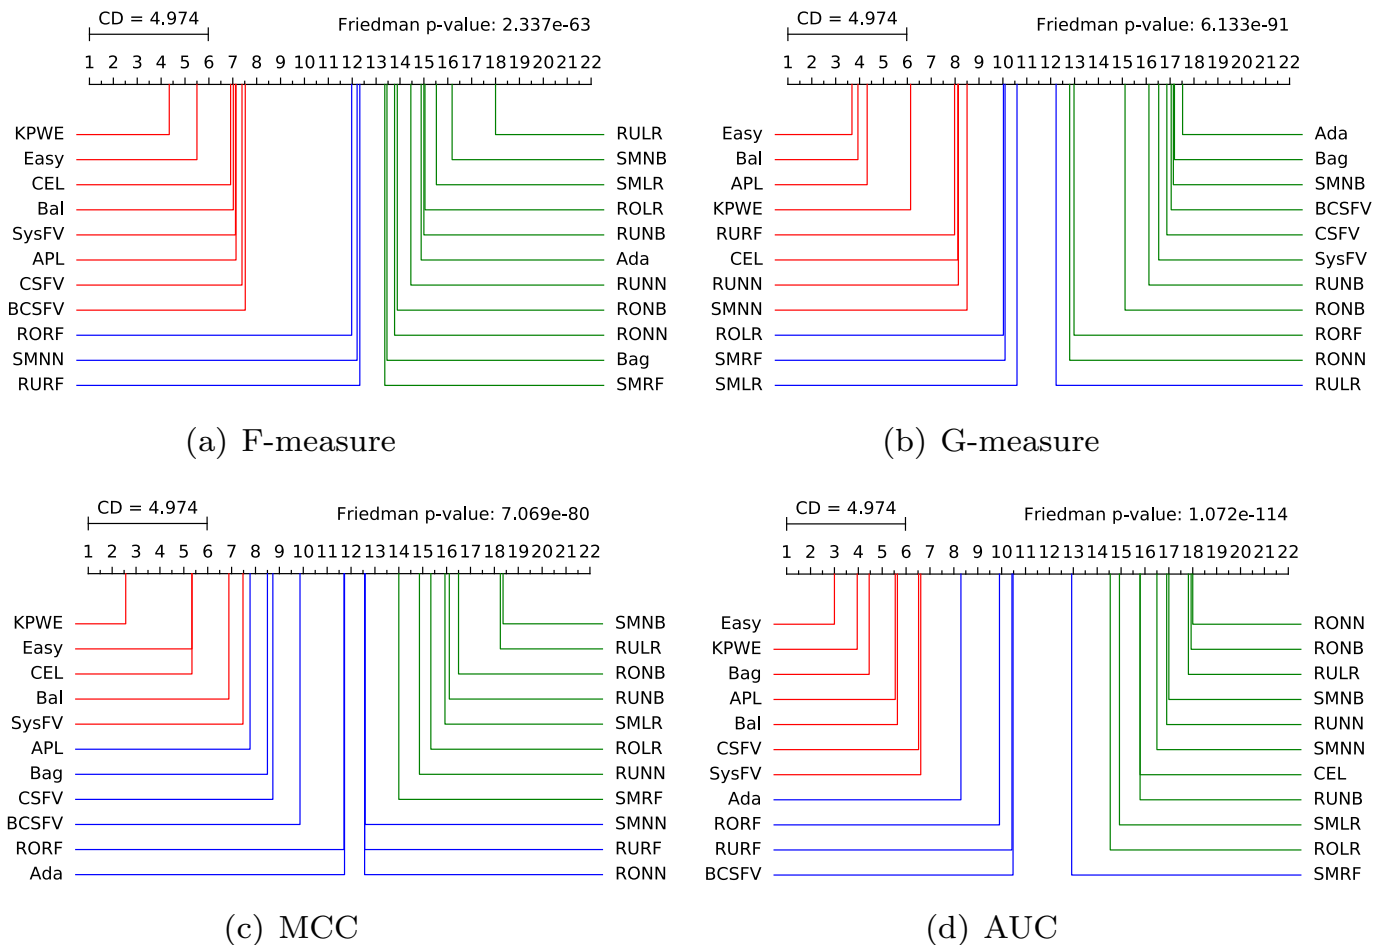 CD = 4.974
Friedman p-value: 2.337e-63
1 2 3 4 5 6 7 8 9 10 11 12 13 14 15 16 17 18 19 20 21 22
KPWE RULR
Easy SMNB
CEL SMLR
Bal ROLR
SysFV RUNB
APL Ada
CSFV RUNN
BCSFV RONB
RORF RONN
SMNN Bag
RURF SMRF
(a) F-measure
CD = 4.974
Friedman p-value: 6.133e-91
1 2 3 4 5 6 7 8 9 10 11 12 13 14 15 16 17 18 19 20 21 22
Easy Ada
Bal Bag
APL SMNB
KPWE BCSFV
RURF CSFV
CEL SysFV
RUNN RUNB
SMNN RONB
ROLR RORF
SMRF RONN
SMLR RULR
(b) G-measure
CD = 4.974
Friedman p-value: 7.069e-80
1 2 3 4 5 6 7 8 9 10 11 12 13 14 15 16 17 18 19 20 21 22
KPWE SMNB
Easy RULR
CEL RONB
Bal RUNB
SysFV SMLR
APL ROLR
Bag RUNN
CSFV SMRF
BCSFV SMNN
RORF RURF
Ada RONN
(c) MCC
CD = 4.974
Friedman p-value: 1.072e-114
1 2 3 4 5 6 7 8 9 10 11 12 13 14 15 16 17 18 19 20 21 22
Easy RONN
KPWE RONB
Bag RULR
APL SMNB
Bal RUNN
CSFV SMNN
SysFV CEL
Ada RUNB
RORF SMLR
RURF ROLR
BCSFV SMRF
(d) AUC